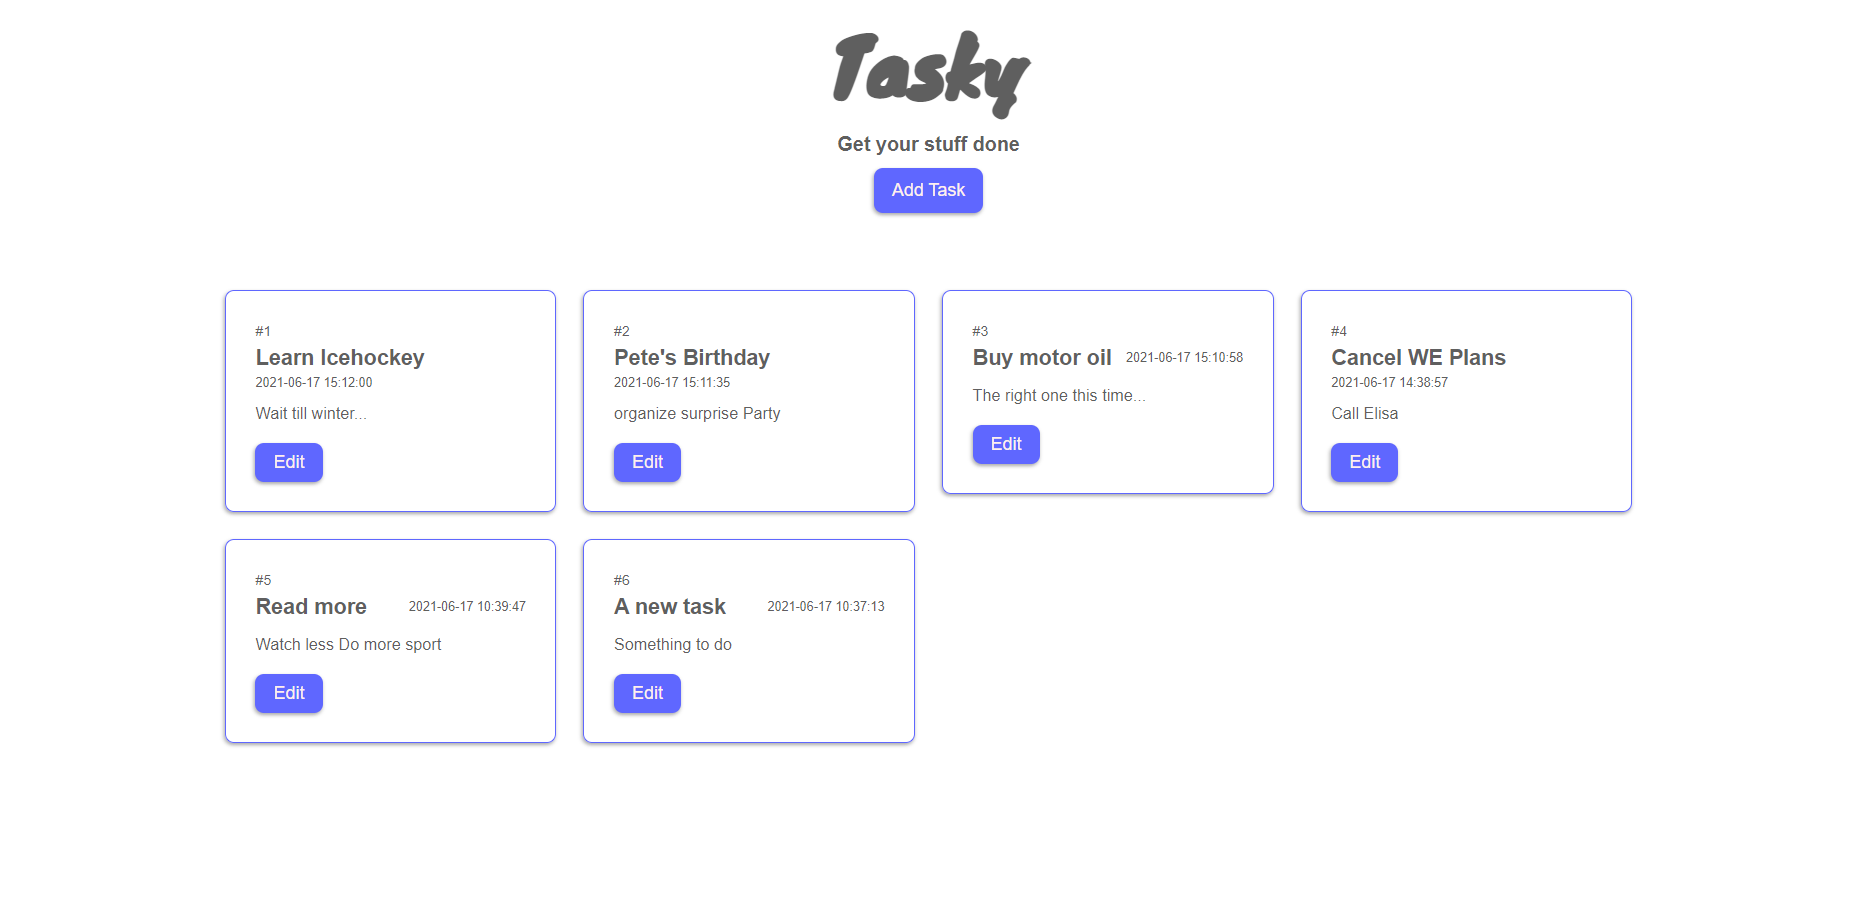 Tasky
Get your stuff done
Add Task
#1
Learn Icehockey
2021-06-17 15:12:00
Wait till winter...
Edit
#2
Pete's Birthday
2021-06-17 15:11:35
organize surprise Party
Edit
#3
Buy motor oil 2021-06-17 15:10:58
The right one this time...
Edit
#4
Cancel WE Plans
2021-06-17 14:38:57
Call Elisa
Edit
#5
Read more 2021-06-17 10:39:47
Watch less Do more sport
Edit
#6
A new task 2021-06-17 10:37:13
Something to do
Edit